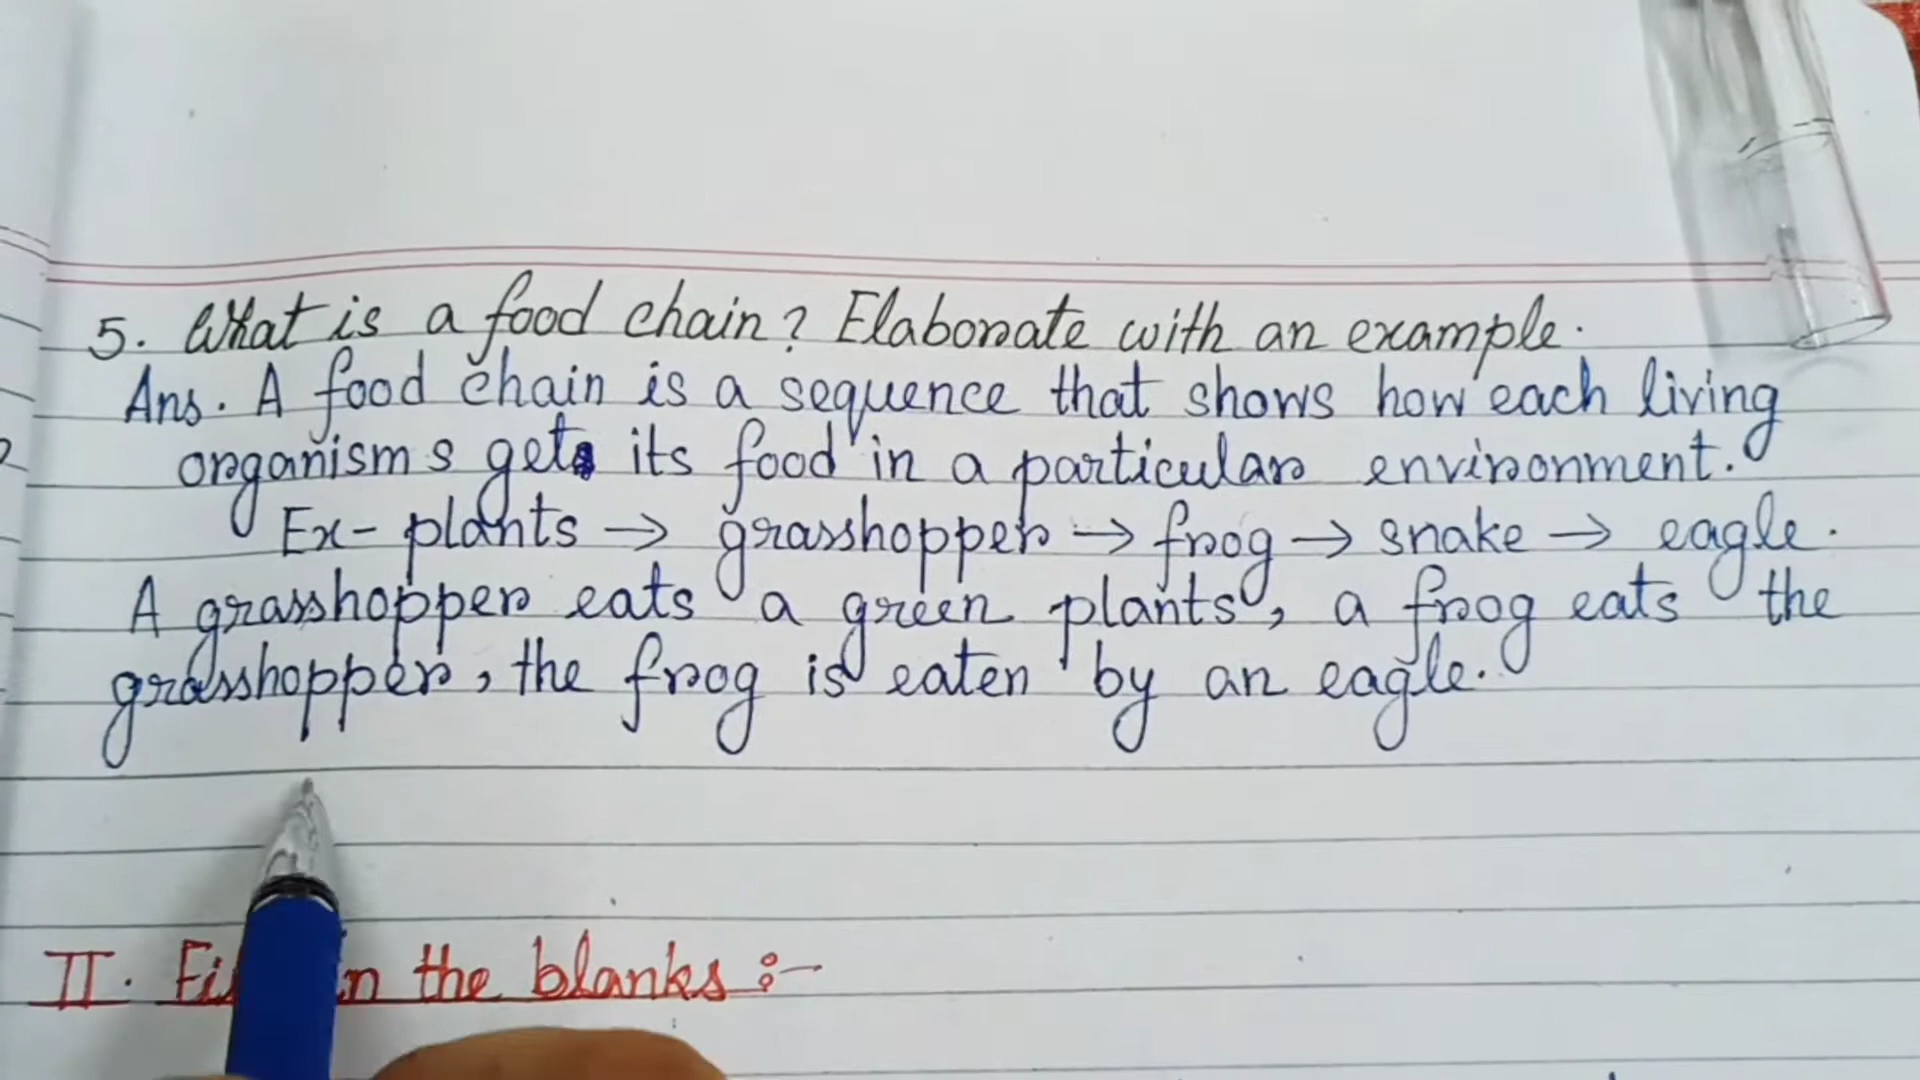 5. What is a food chain? Elaborate with an example.
Ans. A food chain is a sequence that shows how each living
organisms gets its food in a particular environment.
Ex- plants → grasshopper → frog → snake → eagle.
A grasshopper eats a green plants, a frog eats the
grasshopper, the frog is eaten by an eagle.
II. in the blanks :-